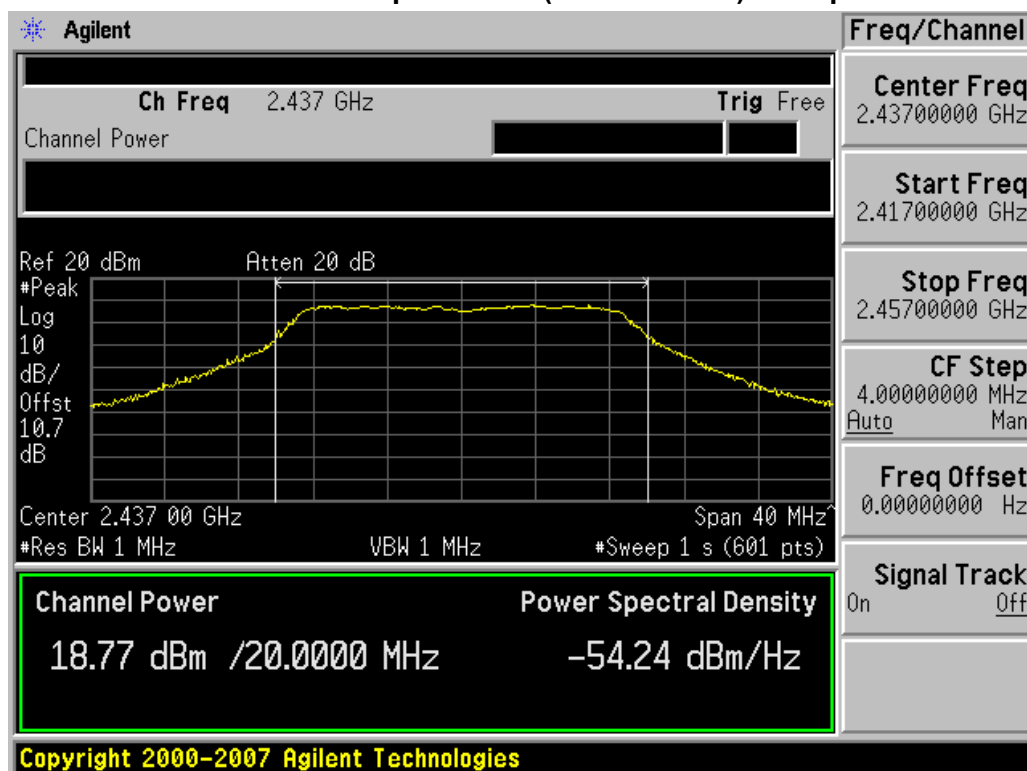 Agilent
Freq/Channel
Ch Freq 2.437 GHz Trig Free
Channel Power
Center Freq
2.43700000 GHz
Start Freq
2.41700000 GHz
Stop Freq
2.45700000 GHz
CF Step
4.00000000 MHz
Auto Man
Freq Offset
0.00000000 Hz
Signal Track
On Off
Ref 20 dBm Atten 20 dB
#Peak
Log
10
dB/
Offst
10.7
dB
Center 2.437 00 GHz Span 40 MHz^
#Res BW 1 MHz VBW 1 MHz #Sweep 1 s (601 pts)
Channel Power Power Spectral Density
18.77 dBm /20.0000 MHz -54.24 dBm/Hz
Copyright 2000-2007 Agilent Technologies